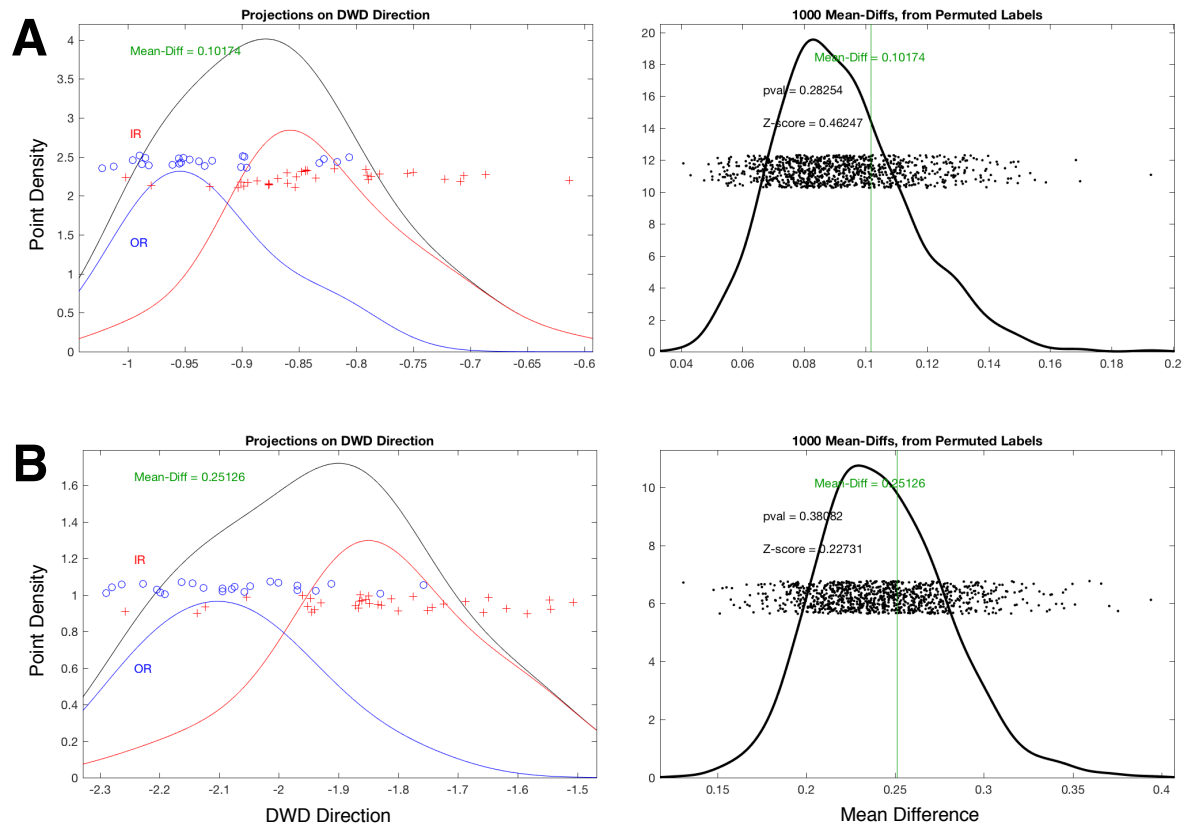 A
Projections on DWD Direction
Mean-Diff = 0.10174
IR
OR
Point Density
4
3.5
3
2.5
2
1.5
1
0.5
0
-1 -0.95 -0.9 -0.85 -0.8 -0.75 -0.7 -0.65 -0.6
1000 Mean-Diffs, from Permuted Labels
Mean-Diff = 0.10174
pval = 0.28254
Z-score = 0.46247
20
18
16
14
12
10
8
6
4
2
0
0.04 0.06 0.08 0.1 0.12 0.14 0.16 0.18 0.2
B
Projections on DWD Direction
Mean-Diff = 0.25126
IR
OR
Point Density
1.6
1.4
1.2
1
0.8
0.6
0.4
0.2
0
-2.3 -2.2 -2.1 -2 -1.9 -1.8 -1.7 -1.6 -1.5
DWD Direction
1000 Mean-Diffs, from Permuted Labels
Mean-Diff = 0.25126
pval = 0.38082
Z-score = 0.22731
10
8
6
4
2
0
0.15 0.2 0.25 0.3 0.35 0.4
Mean Difference